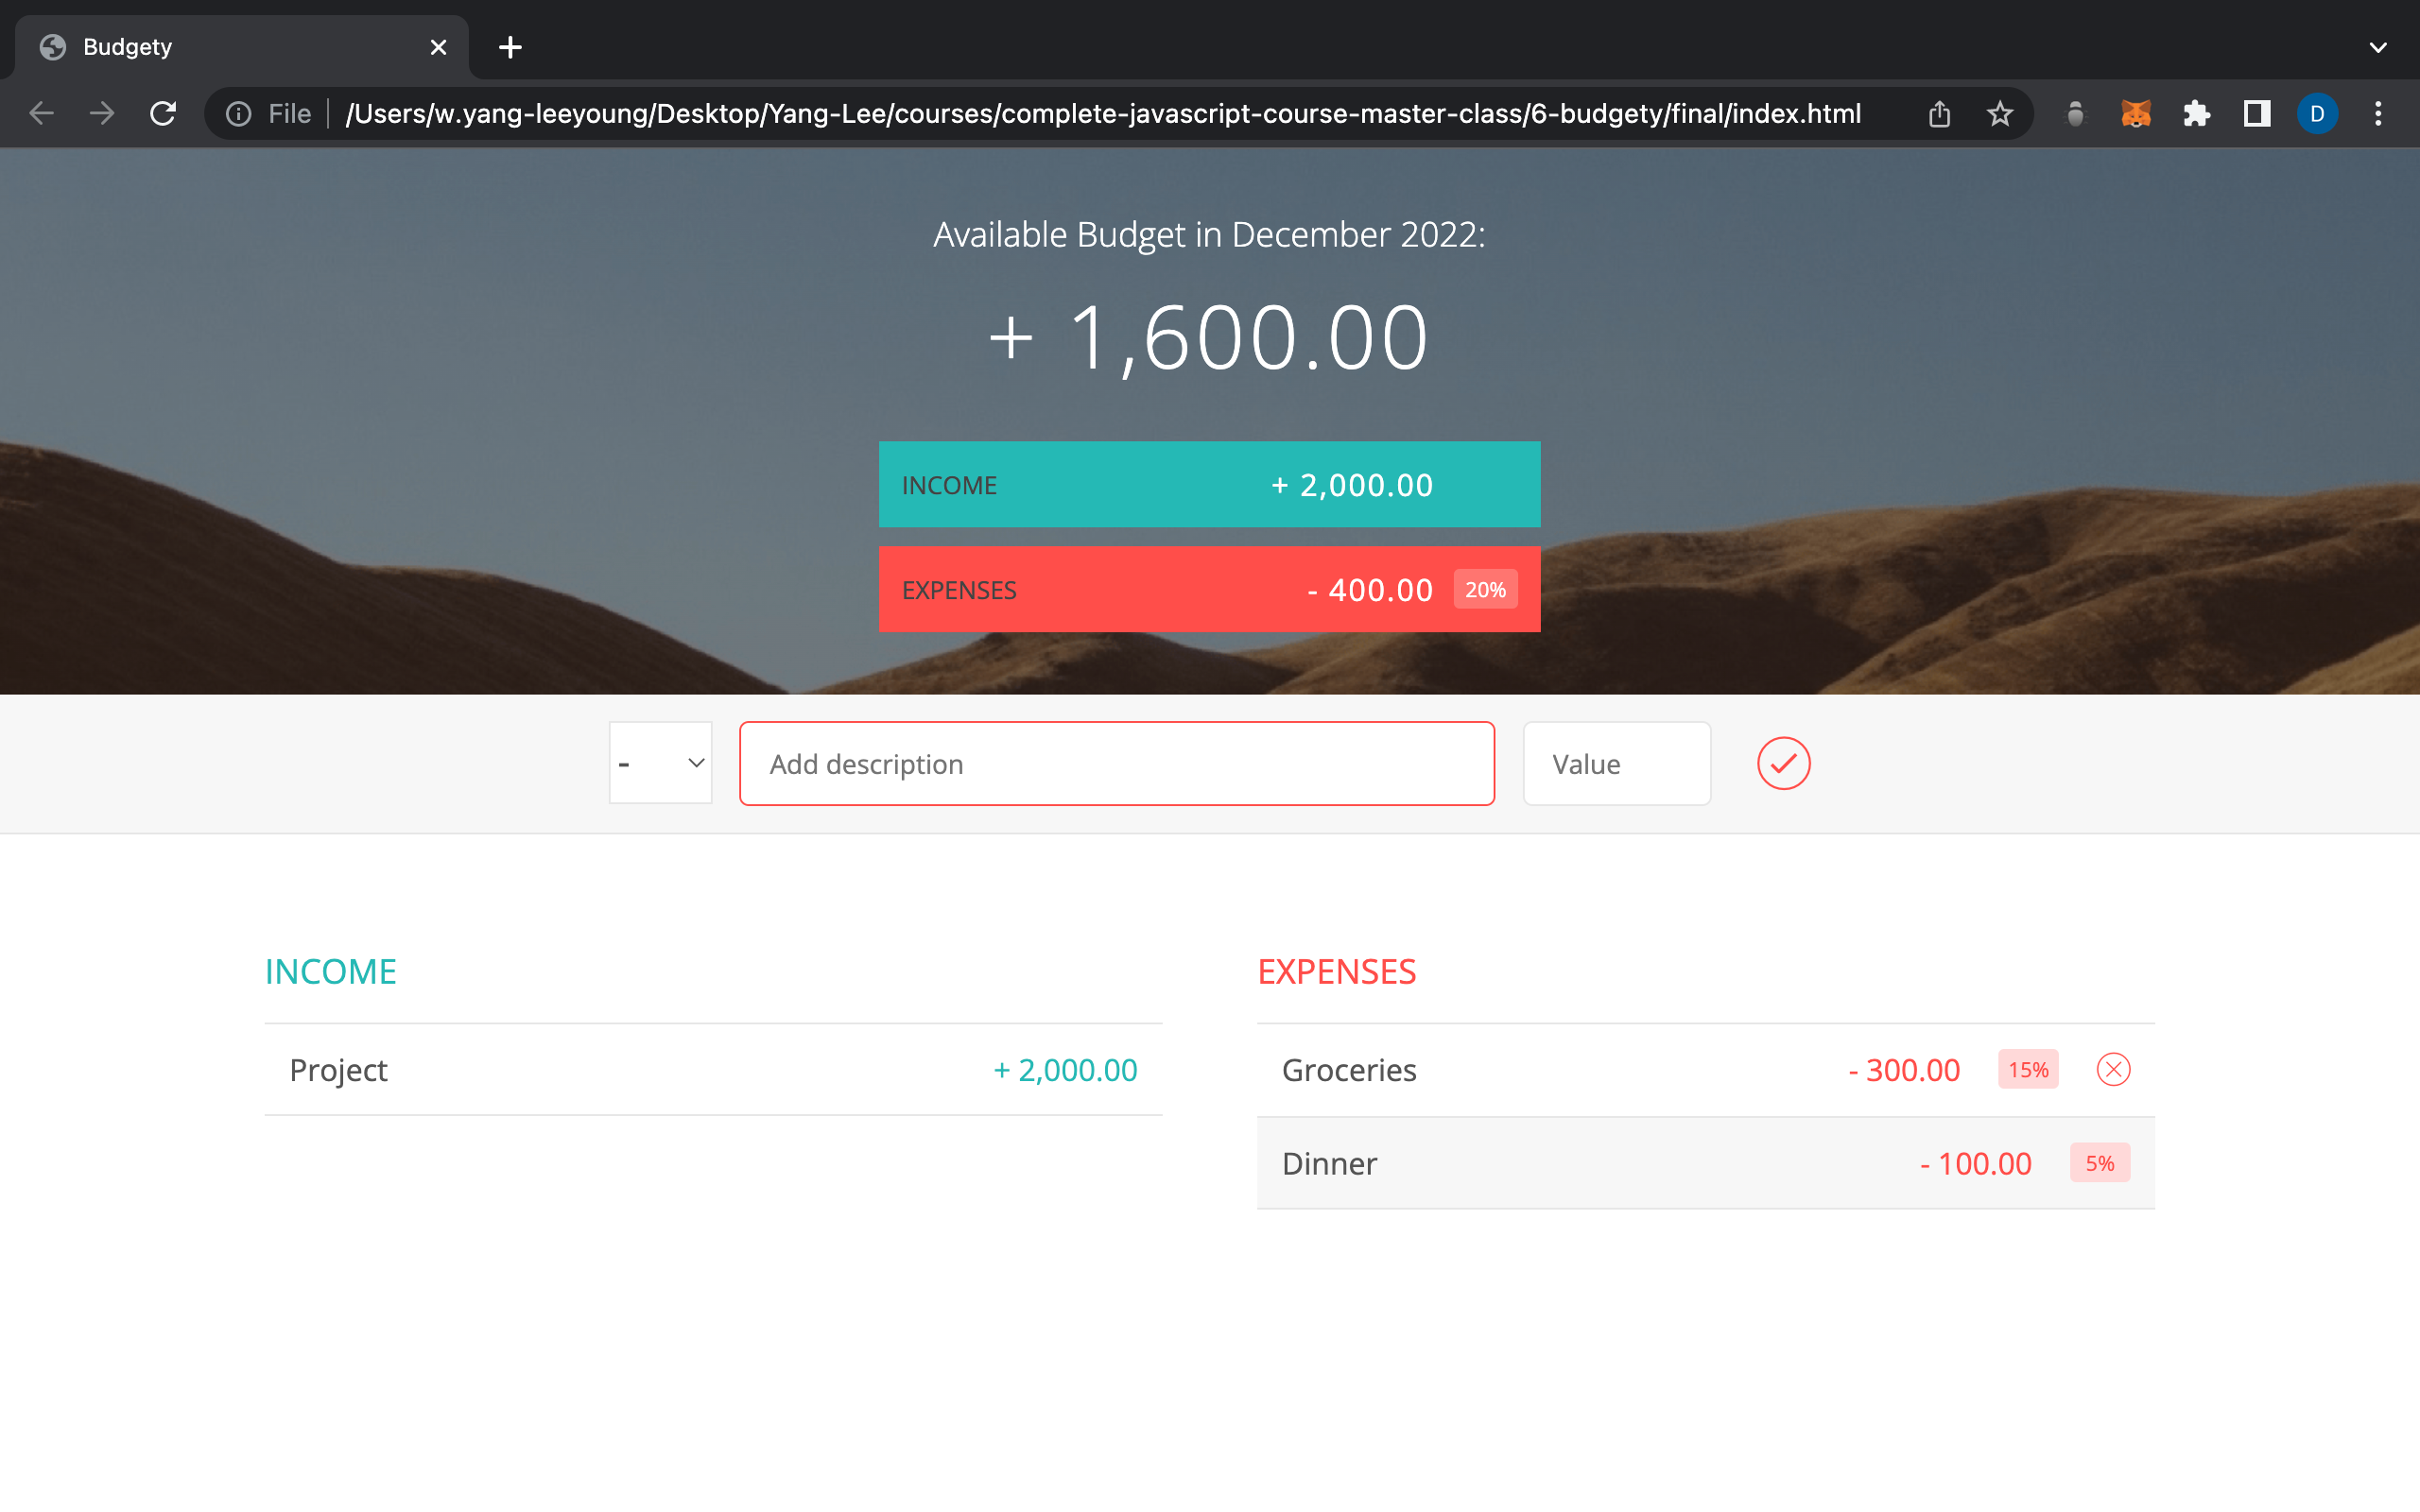 Budgety
File /Users/w.yang-leeyoung/Desktop/Yang-Lee/courses/complete-javascript-course-master-class/6-budgety/final/index.html D
Available Budget in December 2022:
+ 1,600.00
INCOME + 2,000.00
EXPENSES - 400.00 20%
- Add description Value
INCOME
Project + 2,000.00
EXPENSES
Groceries - 300.00 15%
Dinner - 100.00 5%